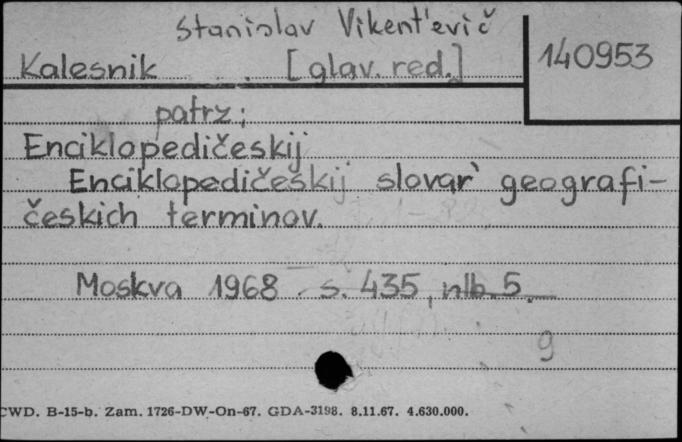 Stanislav Vikent'evič
Kalesnik [glav. red.] 140953
patrz;
Enciklopedičeskij
Enciklopedičeskij slovar' geografi-
českich terminov.
Moskva 1968 s. 435, nlb. 5.
9
CWD. B-15-b. Zam. 1726-DW-On-67. GDA-3198. 8.11.67. 4.630.000.